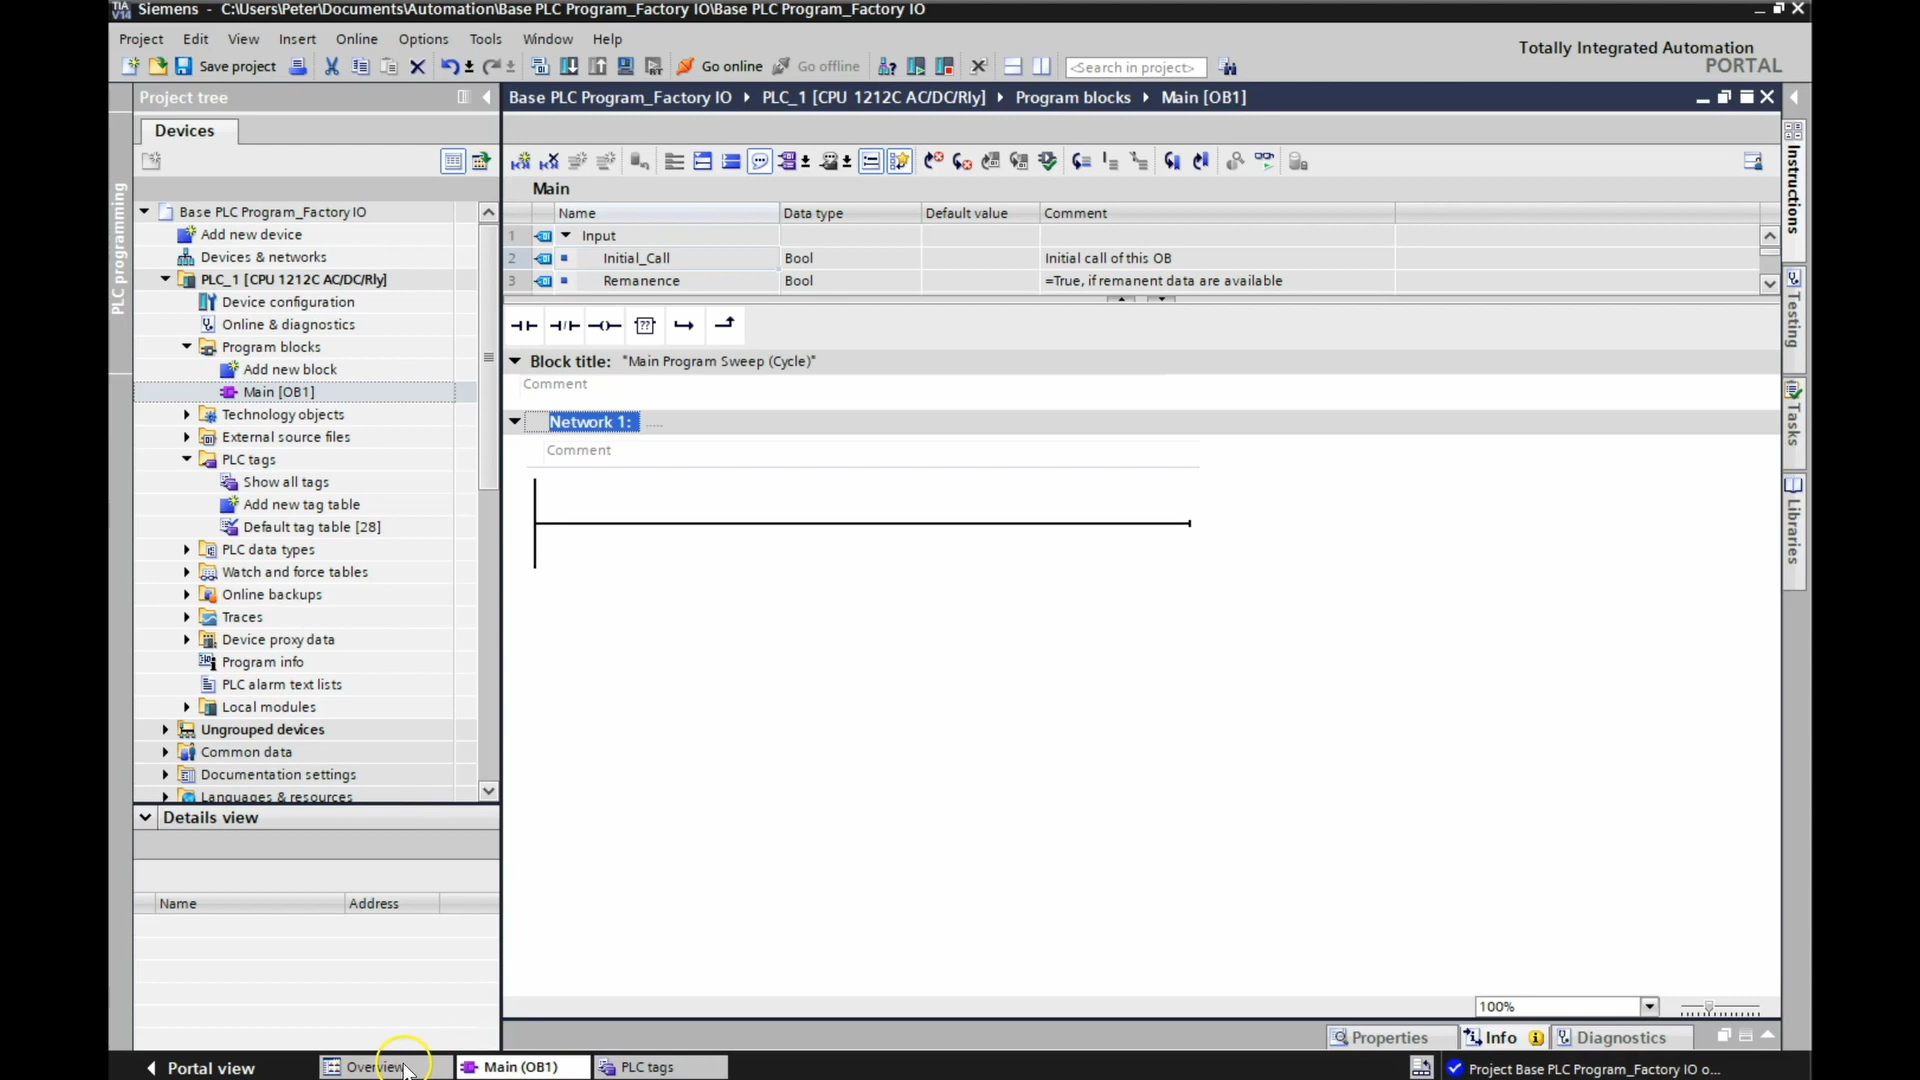 TIA V14 Siemens - C:\Users\Peter\Documents\Automation\Base PLC Program_Factory IO\Base PLC Program_Factory IO
Project Edit View Insert Online Options Tools Window Help
Totally Integrated Automation
PORTAL
Save project Go online Go offline <Search in project>
Project tree
Base PLC Program_Factory IO PLC_1 [CPU 1212C AC/DC/Rly] Program blocks Main [OB1]
Devices
PLC programming
Base PLC Program_Factory IO
Add new device
Devices & networks
PLC_1 [CPU 1212C AC/DC/Rly]
Device configuration
Online & diagnostics
Program blocks
Add new block
Main [OB1]
Technology objects
External source files
PLC tags
Show all tags
Add new tag table
Default tag table [28]
PLC data types
Watch and force tables
Online backups
Traces
Device proxy data
Program info
PLC alarm text lists
Local modules
Ungrouped devices
Common data
Documentation settings
Languages & resources
Details view
Name Address
Main
Name Data type Default value Comment
1 Input
2 Initial_Call Bool Initial call of this OB
3 Remanence Bool =True, if remanent data are available
??
Block title: "Main Program Sweep (Cycle)"
Comment
Network 1: .....
Comment
100%
Properties Info Diagnostics
Instructions
Testing
Tasks
Libraries
Portal view Overview Main (OB1) PLC tags Project Base PLC Program_Factory IO o...